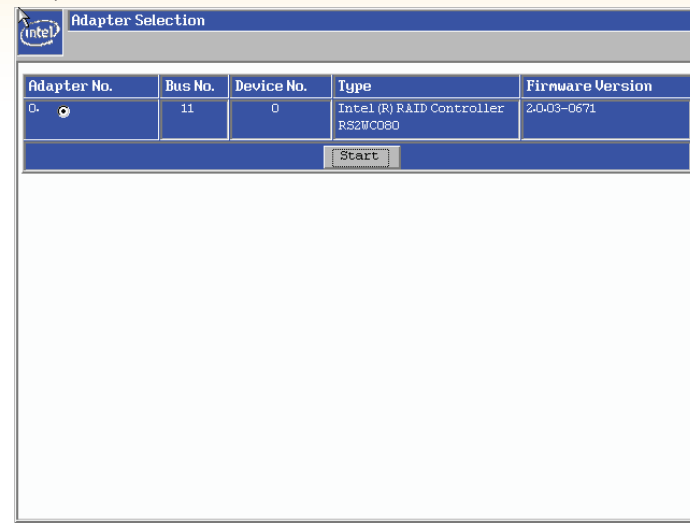 intel
Adapter Selection
Adapter No. Bus No. Device No. Type Firmware Version
0. 11 0 Intel(R) RAID Controller 2.0.03-0671
RS2WC080
Start